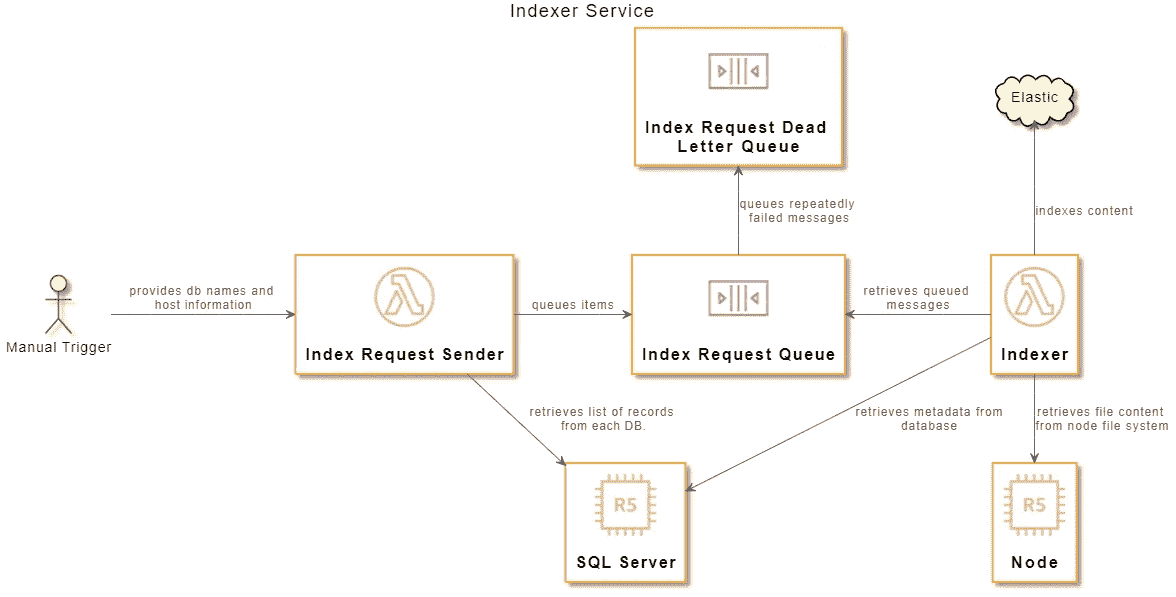 Indexer Service
Index Request Dead
Letter Queue
Elastic
queues repeatedly
failed messages
indexes content
provides db names and
host information
queues items
retrieves queued
messages
Manual Trigger
Index Request Sender
Index Request Queue
Indexer
retrieves list of records
from each DB.
retrieves metadata from
database
retrieves file content
from node file system
R5
R5
SQL Server
Node